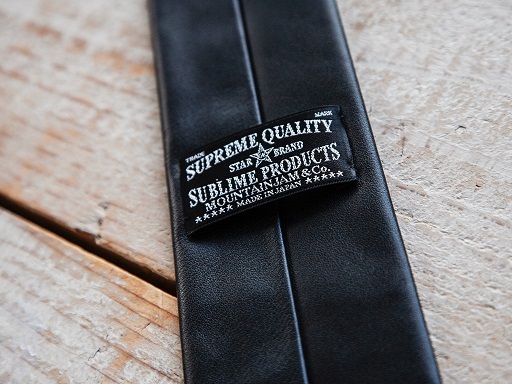 TRADE MARK
SUPREME QUALITY
STAR BRAND
SUBLIME PRODUCTS
MOUNTAINJAM & Co.
★★★★★ MADE IN JAPAN ★★★★★